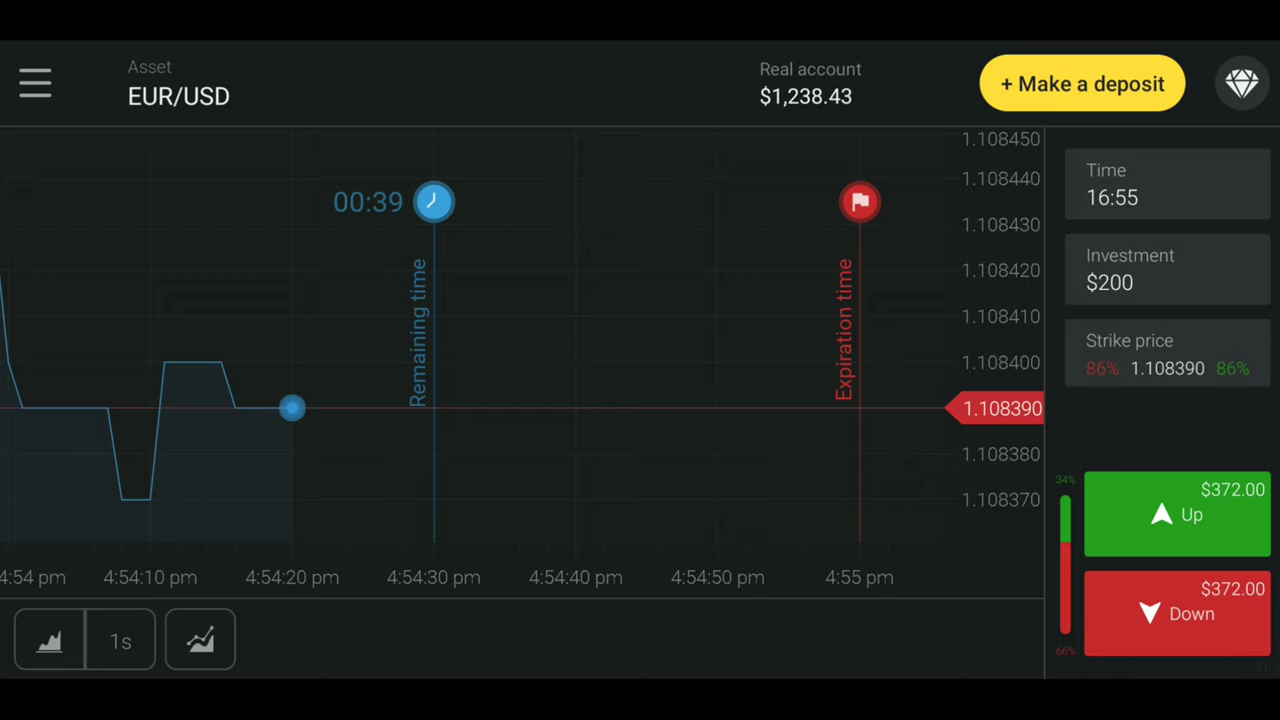 Asset
EUR/USD
Real account
$1,238.43
+ Make a deposit
1.108450
1.108440
1.108430
1.108420
1.108410
1.108400
1.108390
1.108380
1.108370
00:39
Remaining time
Expiration time
Time
16:55
Investment
$200
Strike price
86% 1.108390 86%
34%
$372.00
Up
$372.00
Down
66%
4:54 pm
4:54:10 pm
4:54:20 pm
4:54:30 pm
4:54:40 pm
4:54:50 pm
4:55 pm
1s